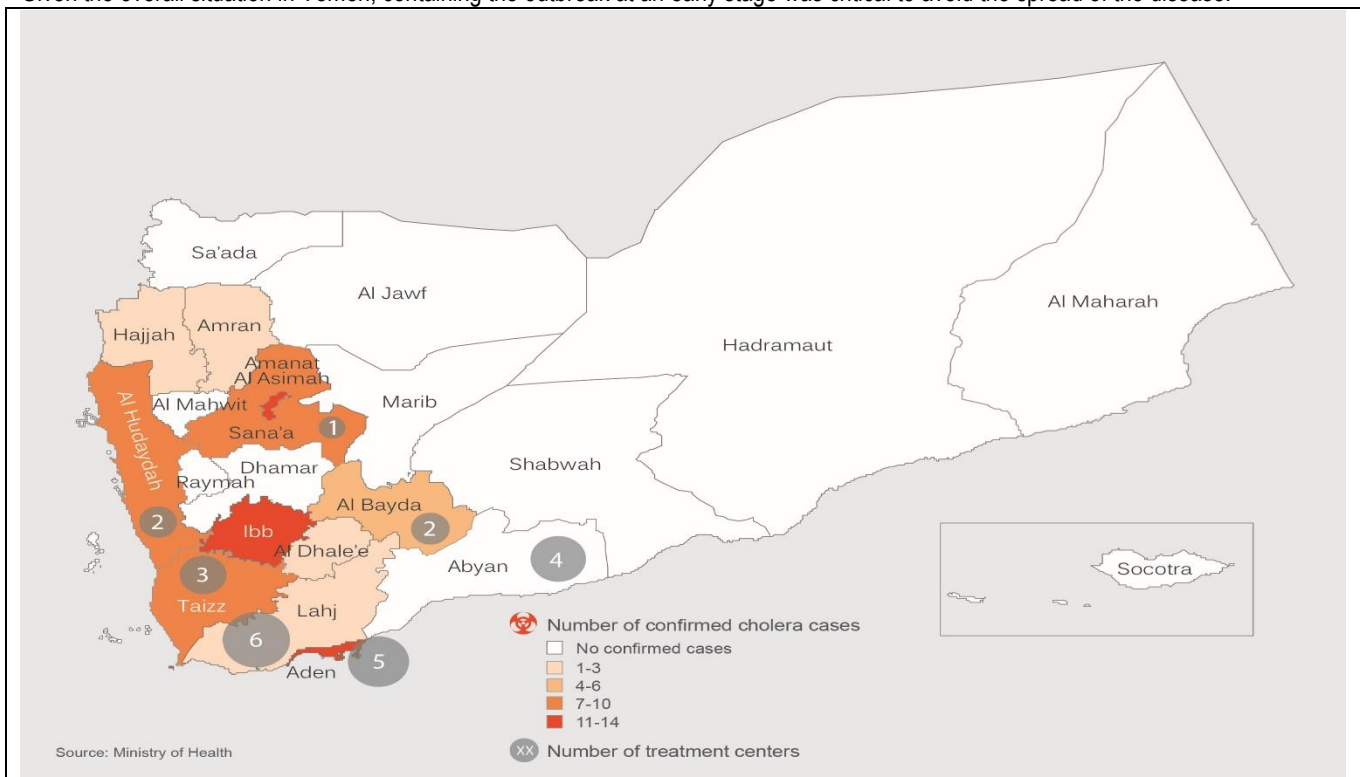 Given the overall situation in Yemen, containing the outbreak at an early stage was critical to avoid the spread of the disease.
Sa'ada
Al Jawf
Al Maharah
Hajjah
Amran
Hadramaut
Amanat
Al Asimah
Al Mahwit
Marib
Al Hudaydah
Sana'a
1
Shabwah
Dhamar
Raymah
Al Bayda
2
2
Ibb
Al Dhale'e
Abyan
4
Socotra
3
Taizz
Lahj
6
5
Aden
Number of confirmed cholera cases
No confirmed cases
1-3
4-6
7-10
11-14
XX Number of treatment centers
Source: Ministry of Health